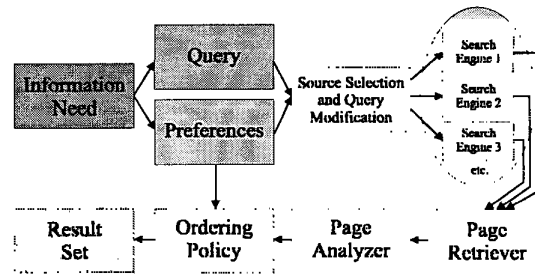 Information
Need
Query
Preferences
Source Selection
and Query
Modification
Search
Engine 1
Search
Engine 2
Search
Engine 3
etc.
Result
Set
Ordering
Policy
Page
Analyzer
Page
Retriever